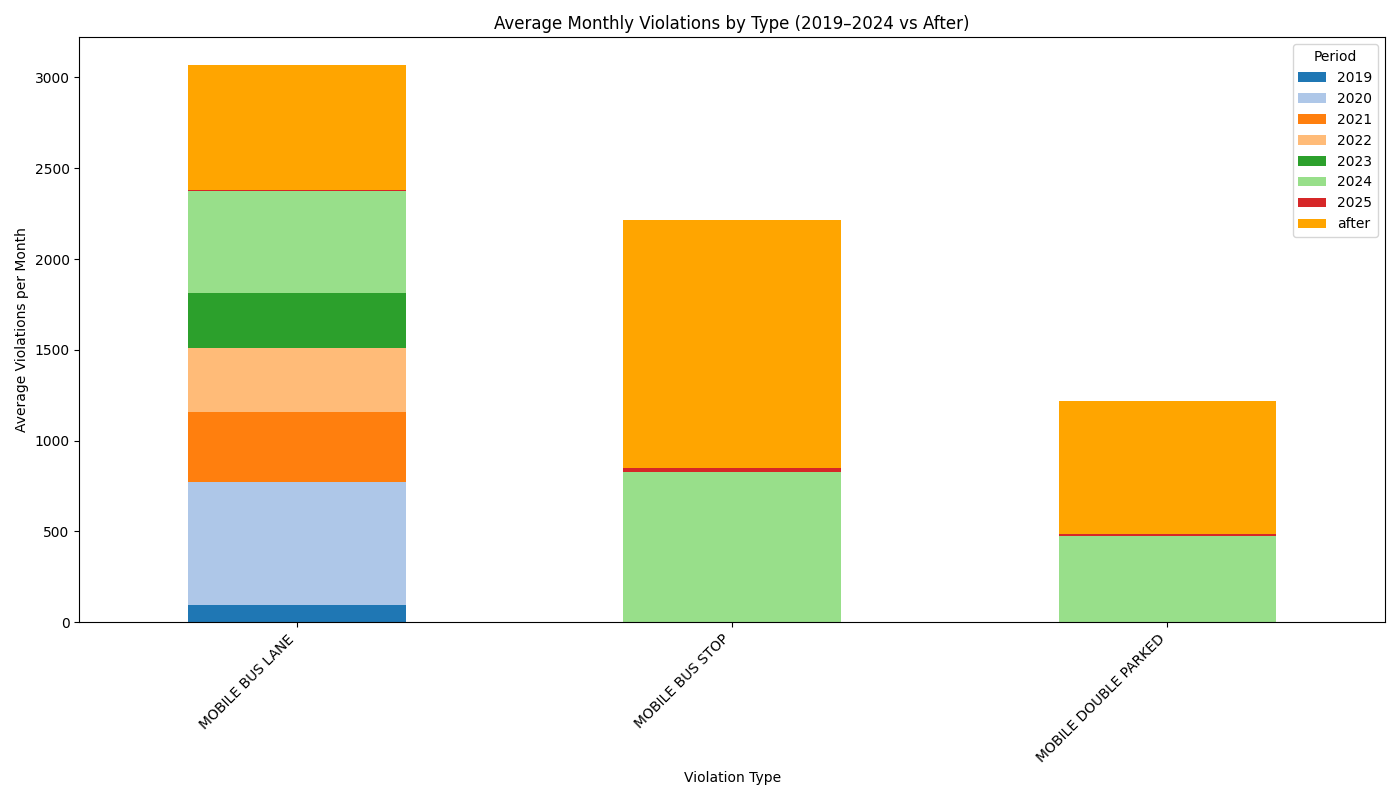 Average Monthly Violations by Type (2019–2024 vs After)
Average Violations per Month
3000
2500
2000
1500
1000
500
0
Period
2019
2020
2021
2022
2023
2024
2025
after
MOBILE BUS LANE
MOBILE BUS STOP
MOBILE DOUBLE PARKED
Violation Type